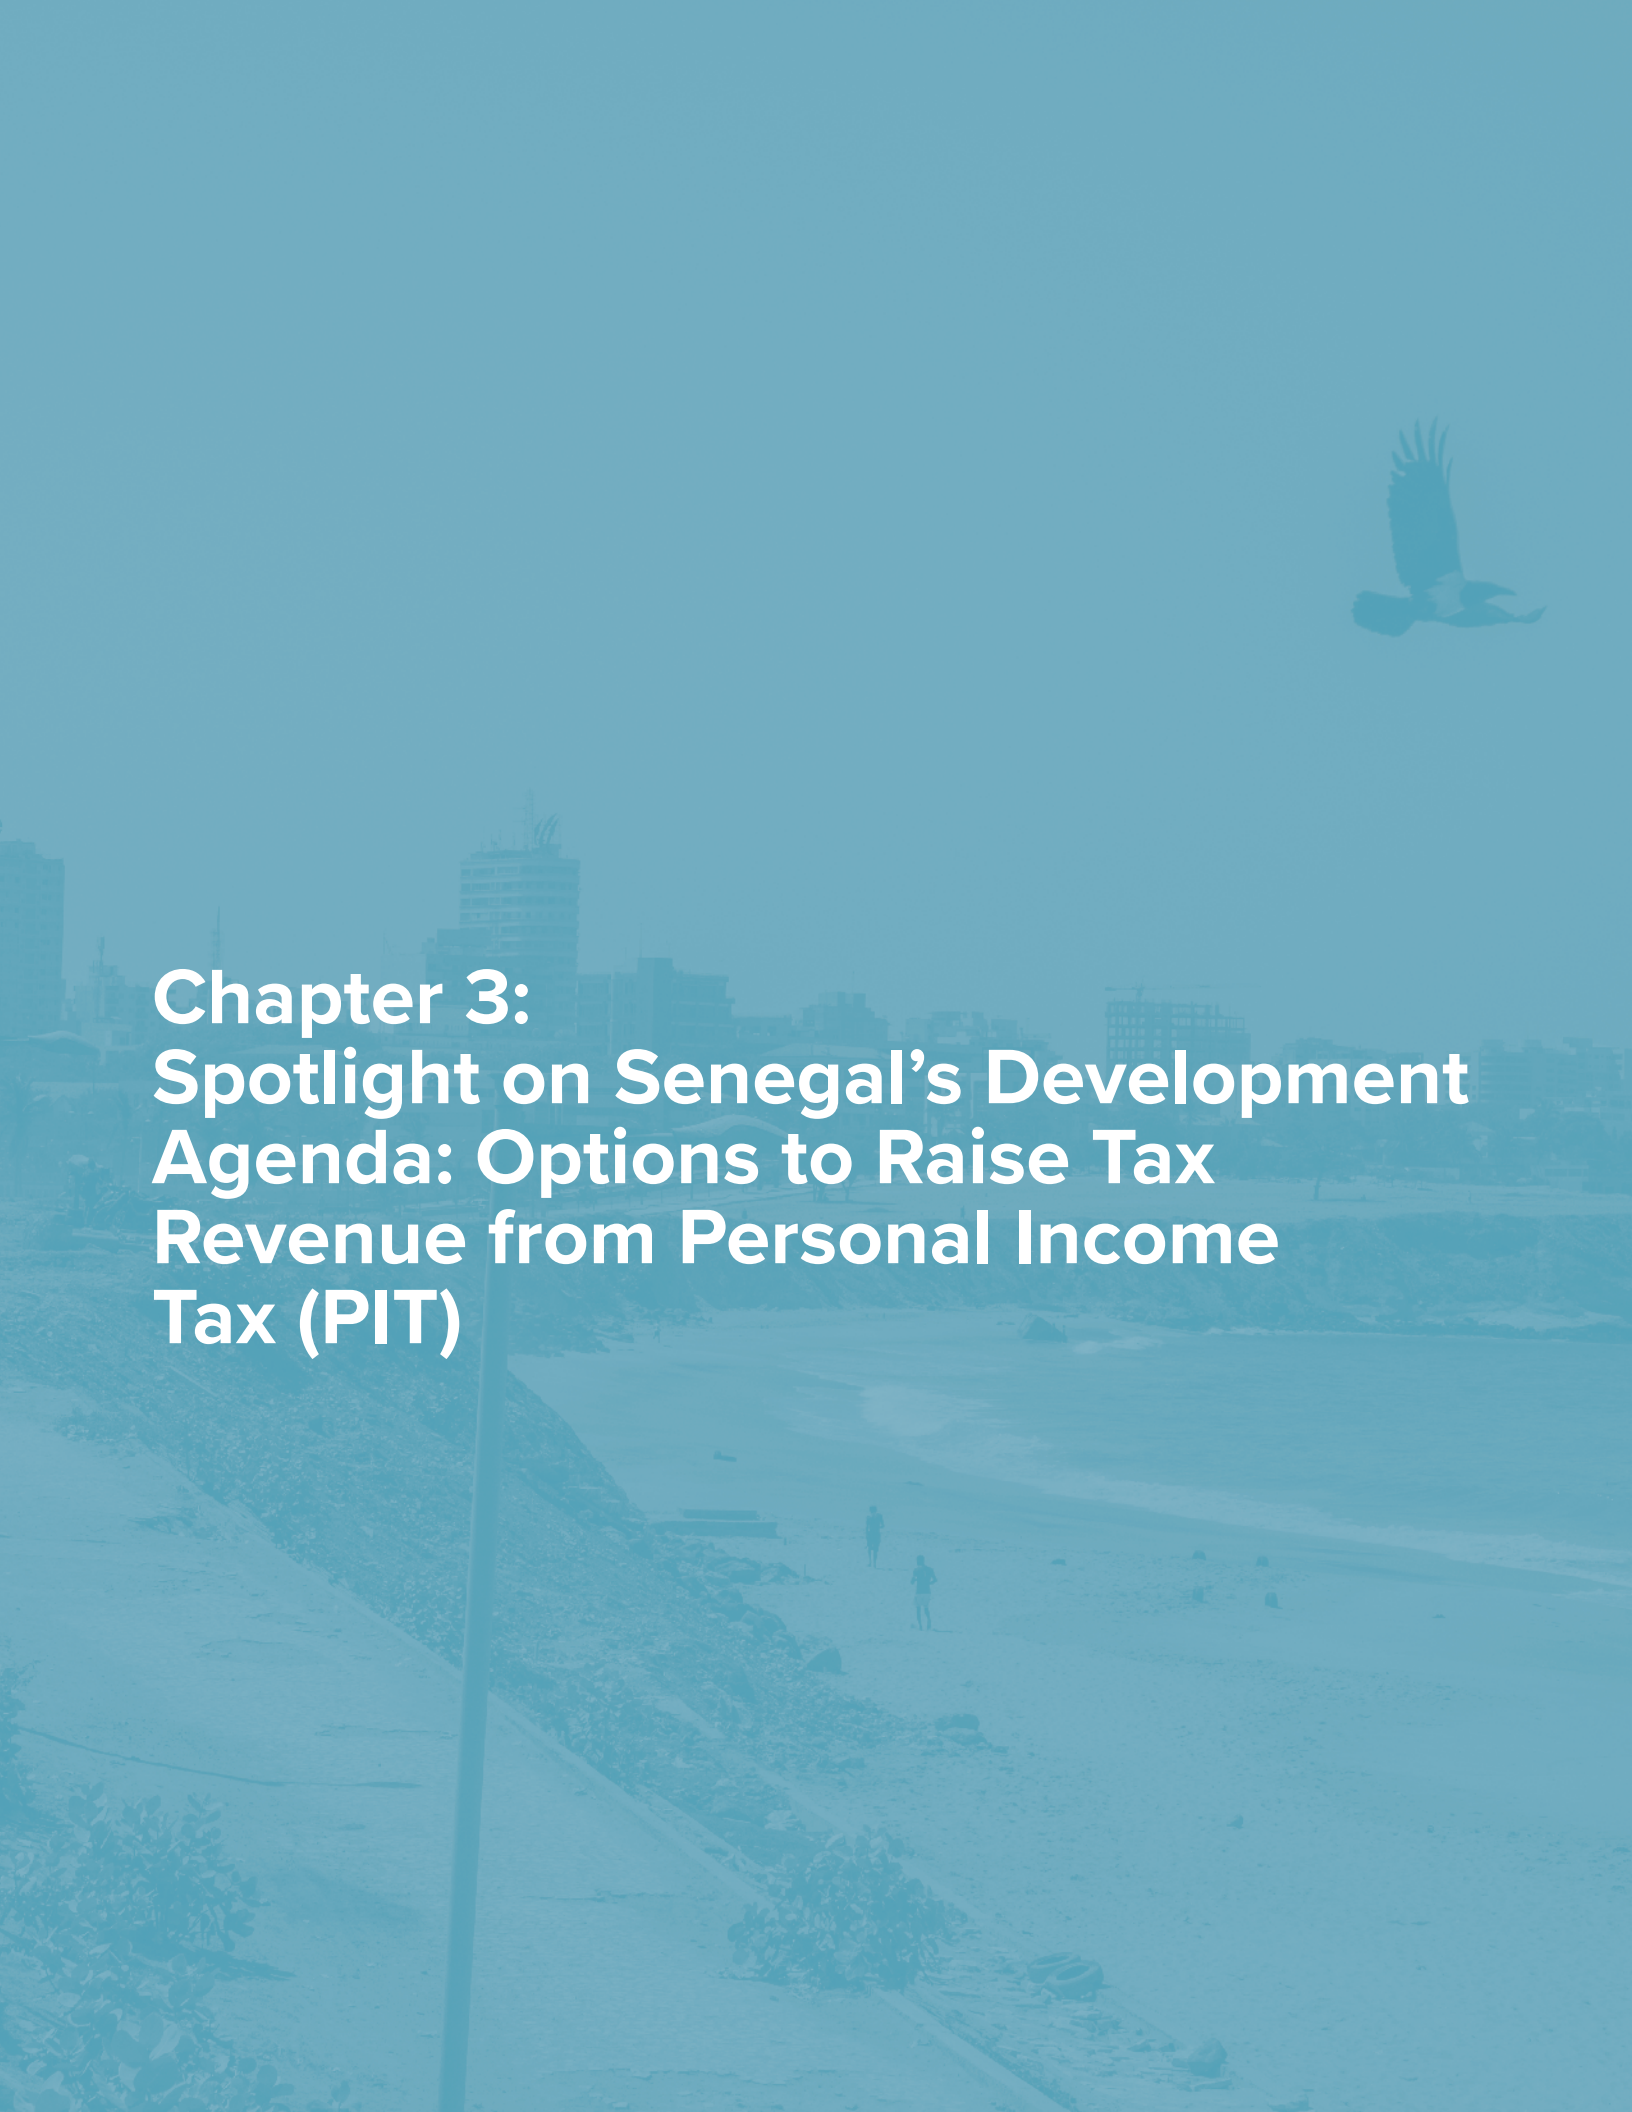 Chapter 3:
Spotlight on Senegal’s Development
Agenda: Options to Raise Tax
Revenue from Personal Income
Tax (PIT)